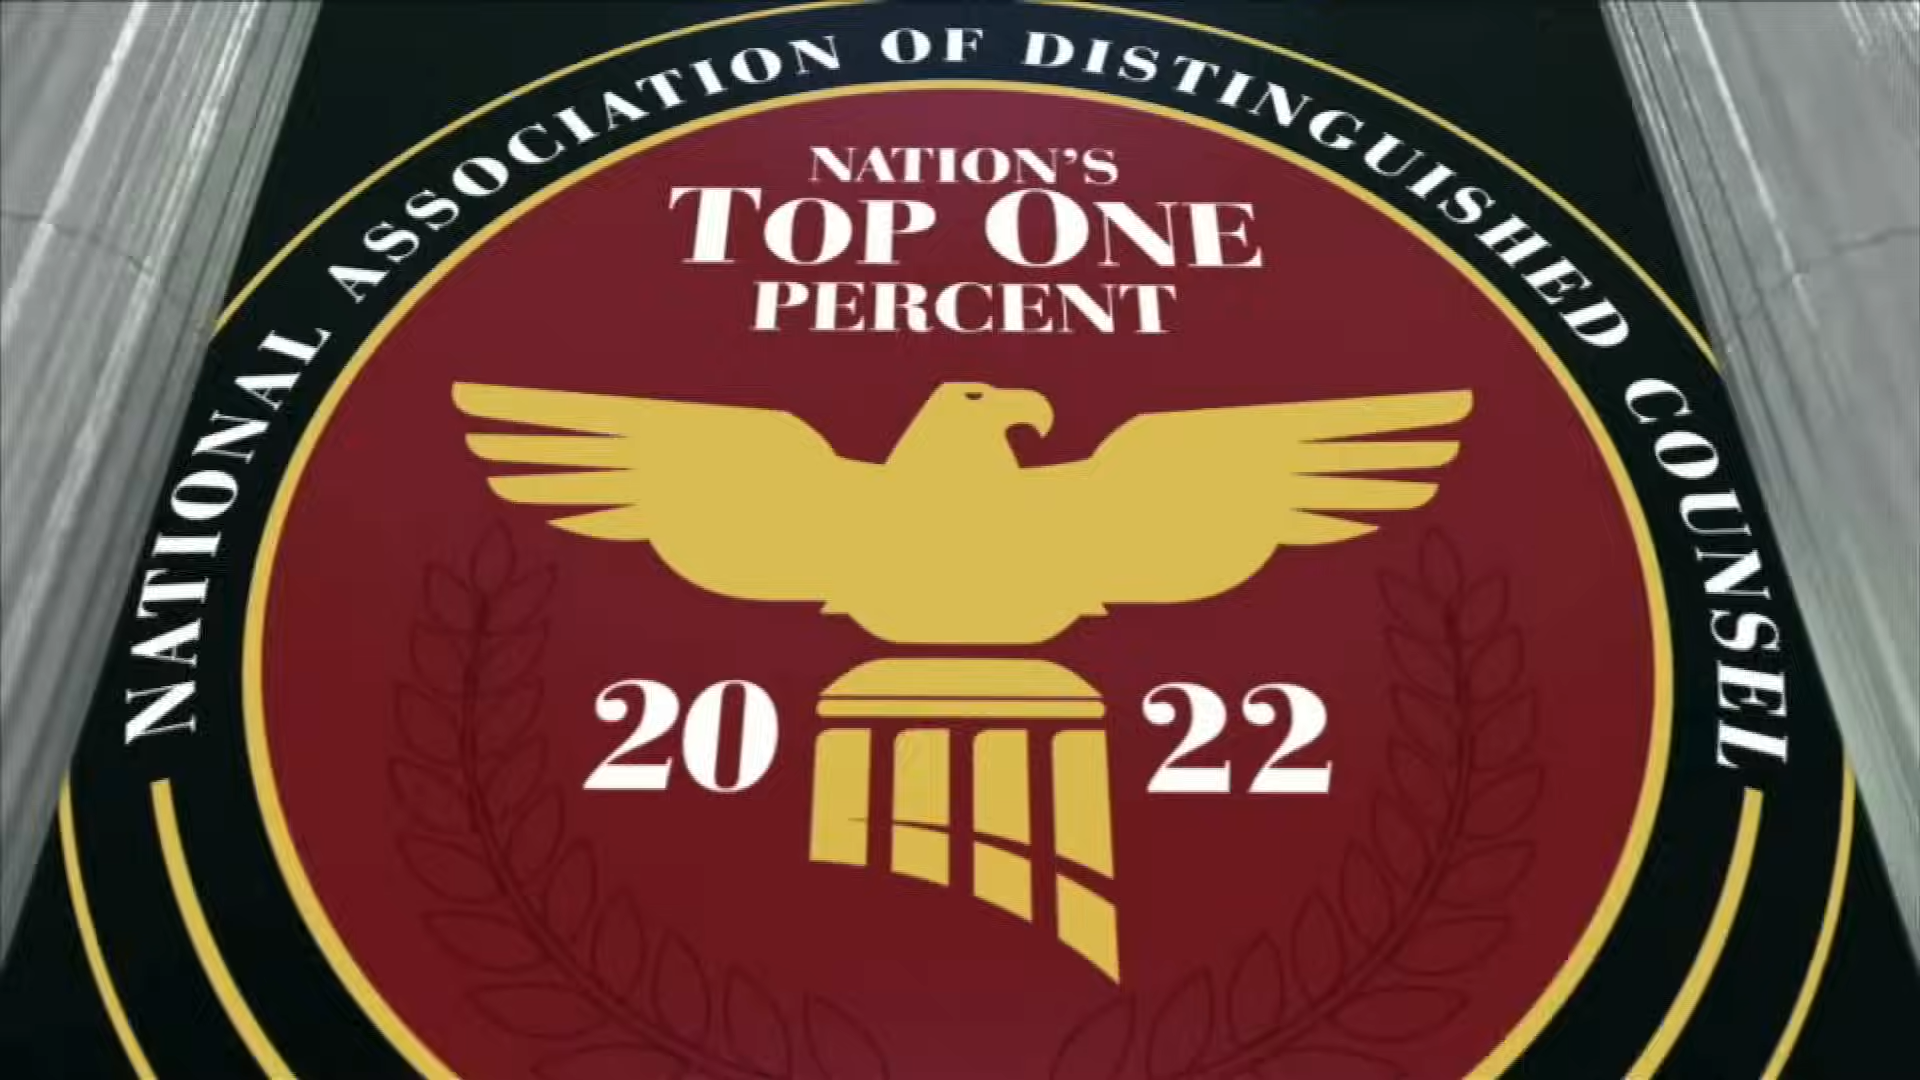 NATIONAL ASSOCIATION OF DISTINGUISHED COUNSEL
NATION'S
TOP ONE
PERCENT
20 22